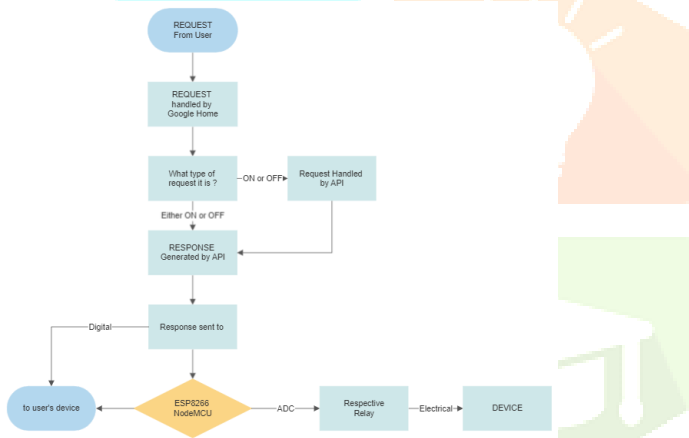 REQUEST
From User
REQUEST
handled by
Google Home
What type of
request it is ?
ON or OFF
Request Handled
by API
Either ON or OFF
RESPONSE
Generated by API
Digital
Response sent to
to user's device
ESP8266
NodeMCU
ADC
Respective
Relay
Electrical
DEVICE